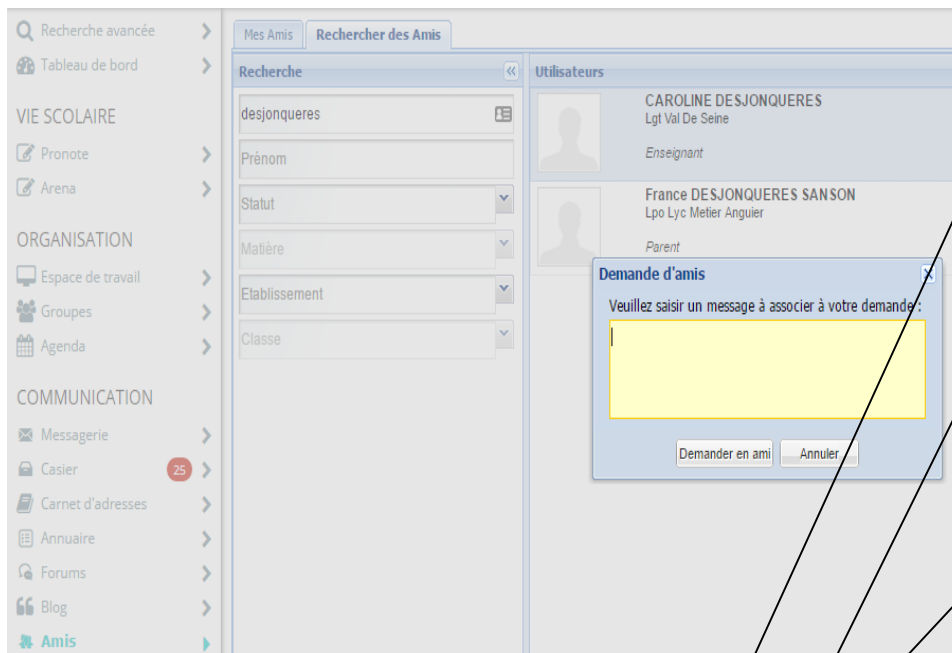 Recherche avancée
Tableau de bord
VIE SCOLAIRE
Pronote
Arena
ORGANISATION
Espace de travail
Groupes
Agenda
COMMUNICATION
Messagerie
Casier 25
Carnet d'adresses
Annuaire
Forums
Blog
Amis
Mes Amis Rechercher des Amis
Recherche
desjonqueres
Prénom
Statut
Matière
Etablissement
Classe
Utilisateurs
CAROLINE DESJONQUERES
Lgt Val De Seine
Enseignant
France DESJONQUERES SANSON
Lpo Lyc Metier Anguier
Parent
Demande d'amis
Veuillez saisir un message à associer à votre demande :
Demander en ami Annuler